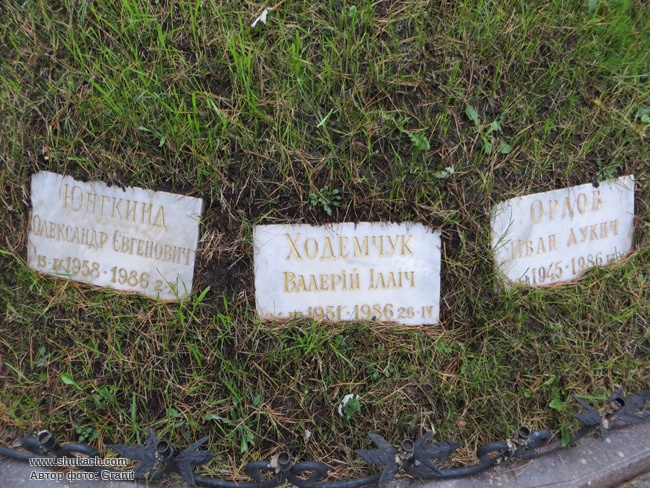 ЮНГКИНД
ОЛЕКСАНДР ЄВГЕНОВИЧ
1958 - 1986
ХОДЕМЧУК
ВАЛЕРІЙ ІЛЛІЧ
1951 - 1986 26 · IV
ОРЛОВ
ИВАН ЛУКИЧ
1945 - 1986
www.shukach.com
Автор фото: Granit